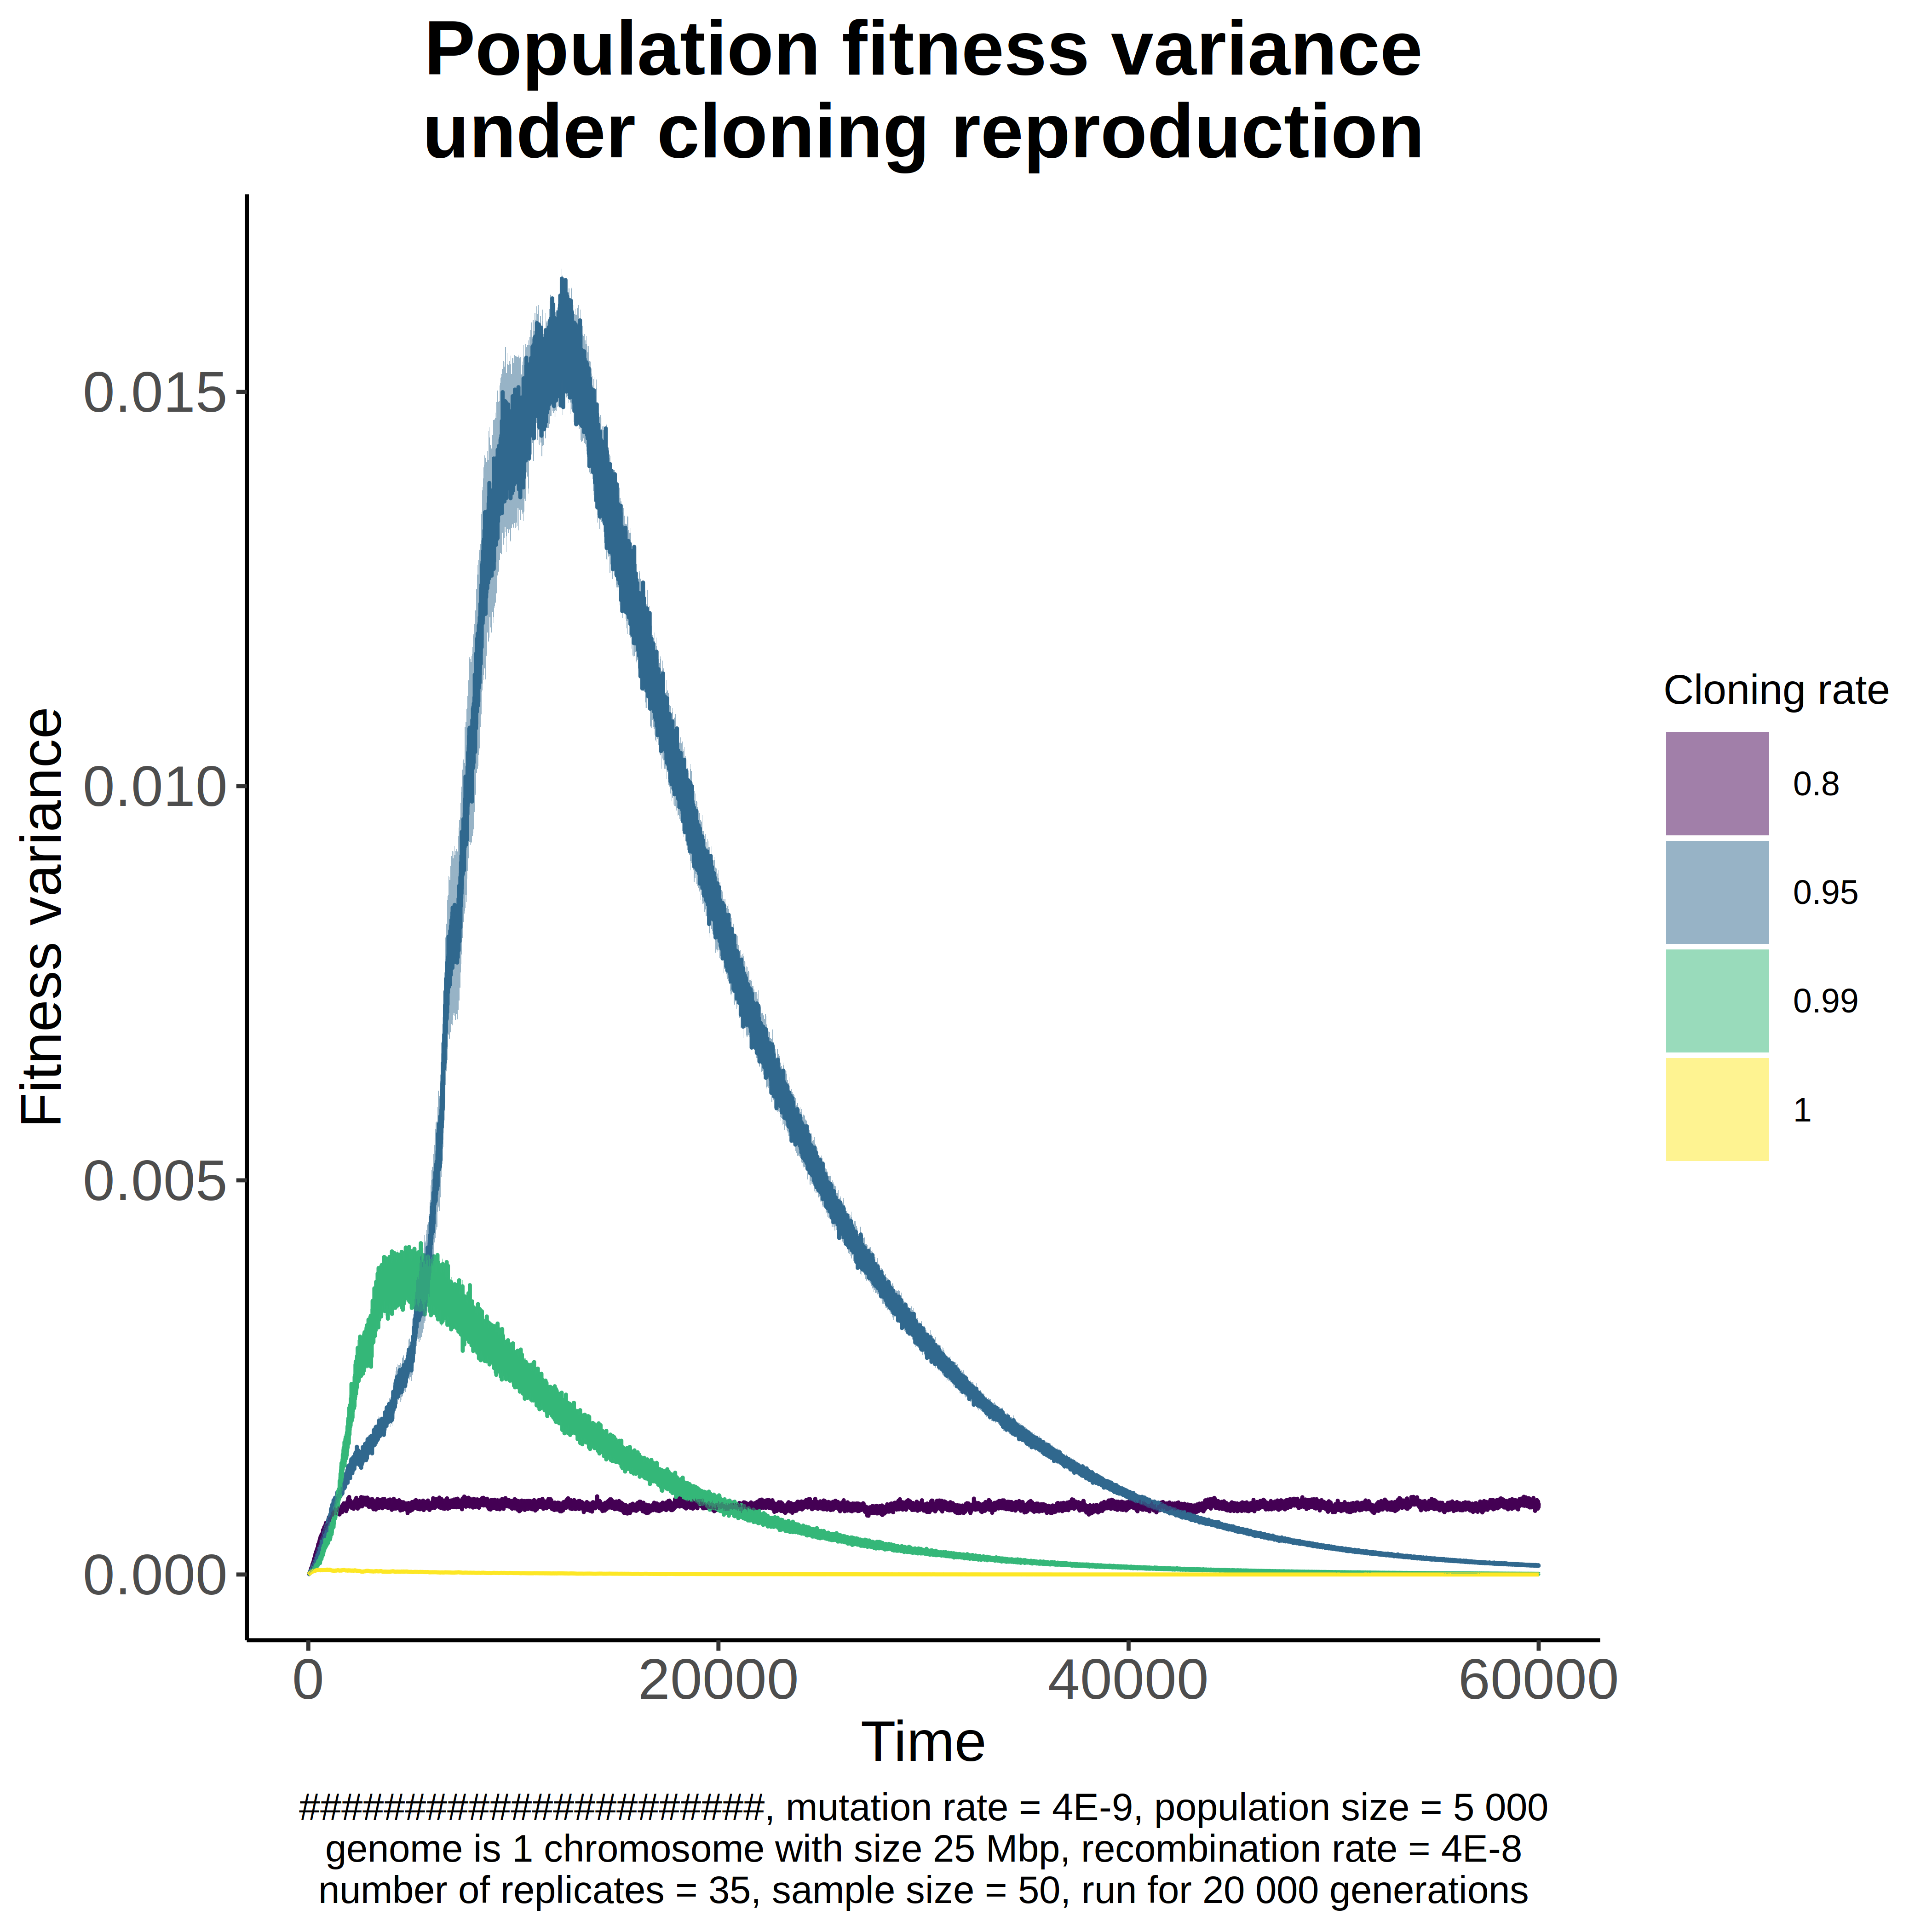 Population fitness variance
under cloning reproduction
Fitness variance
0.015
0.010
0.005
0.000
0
20000
40000
60000
Time
Cloning rate
0.8
0.95
0.99
1
######################, mutation rate = 4E-9, population size = 5 000
genome is 1 chromosome with size 25 Mbp, recombination rate = 4E-8
number of replicates = 35, sample size = 50, run for 20 000 generations